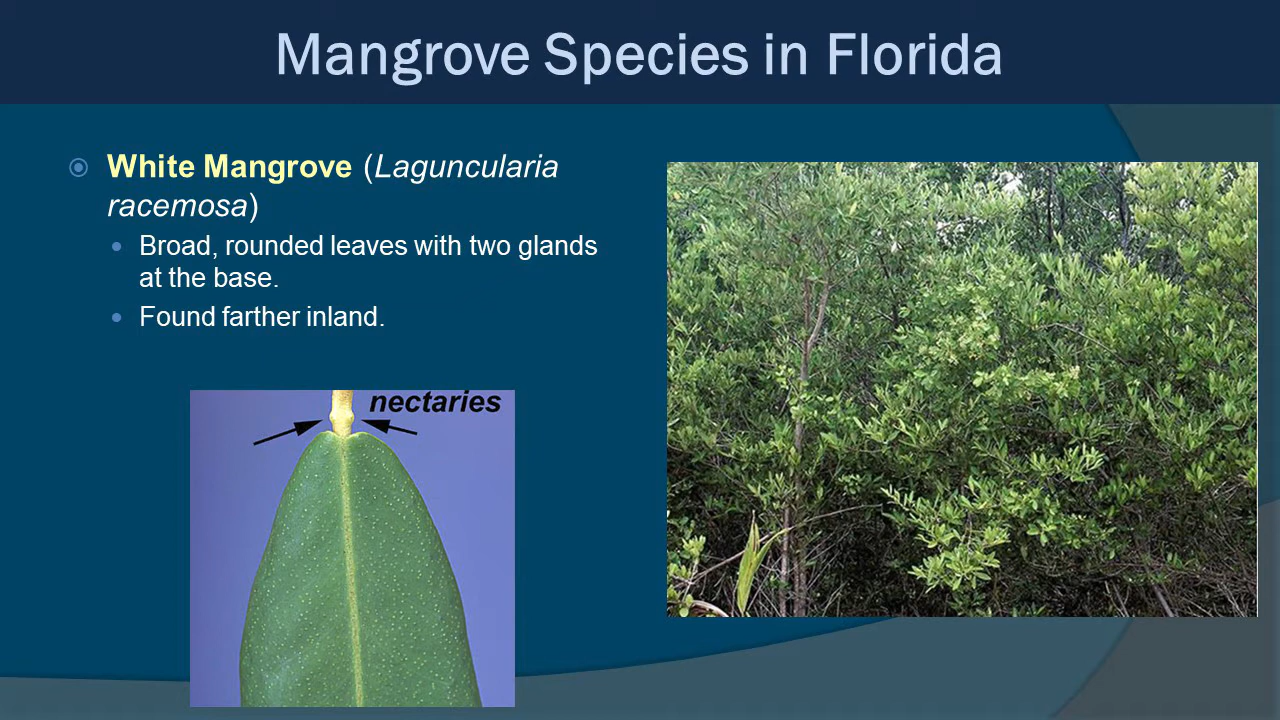 Mangrove Species in Florida
White Mangrove (Laguncularia
racemosa)
Broad, rounded leaves with two glands
at the base.
Found farther inland.
nectaries